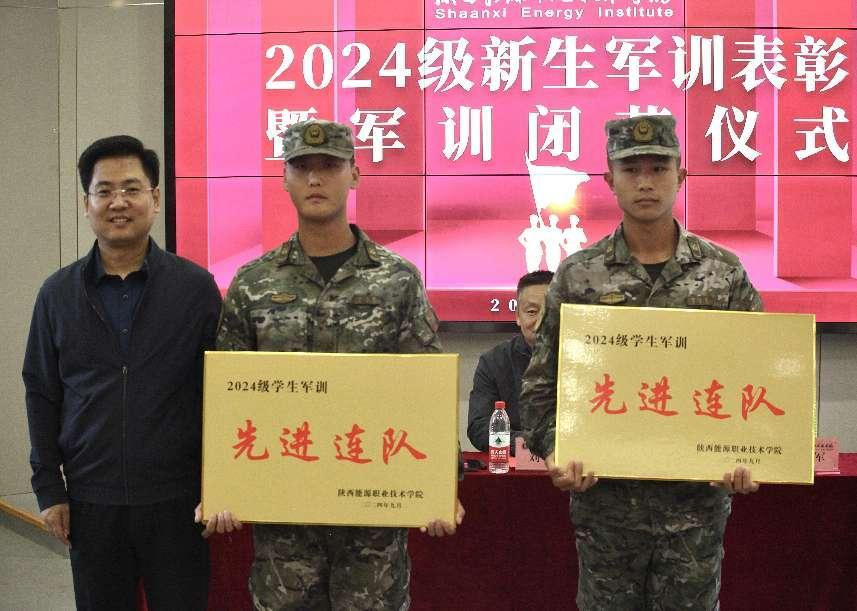 Shaanxi Energy Institute
2024级新生军训表彰
暨军训闭幕仪式
2024级学生军训
先进连队
陕西能源职业技术学院
二〇二四年九月
2024级学生军训
先进连队
陕西能源职业技术学院
二〇二四年九月
刘
军